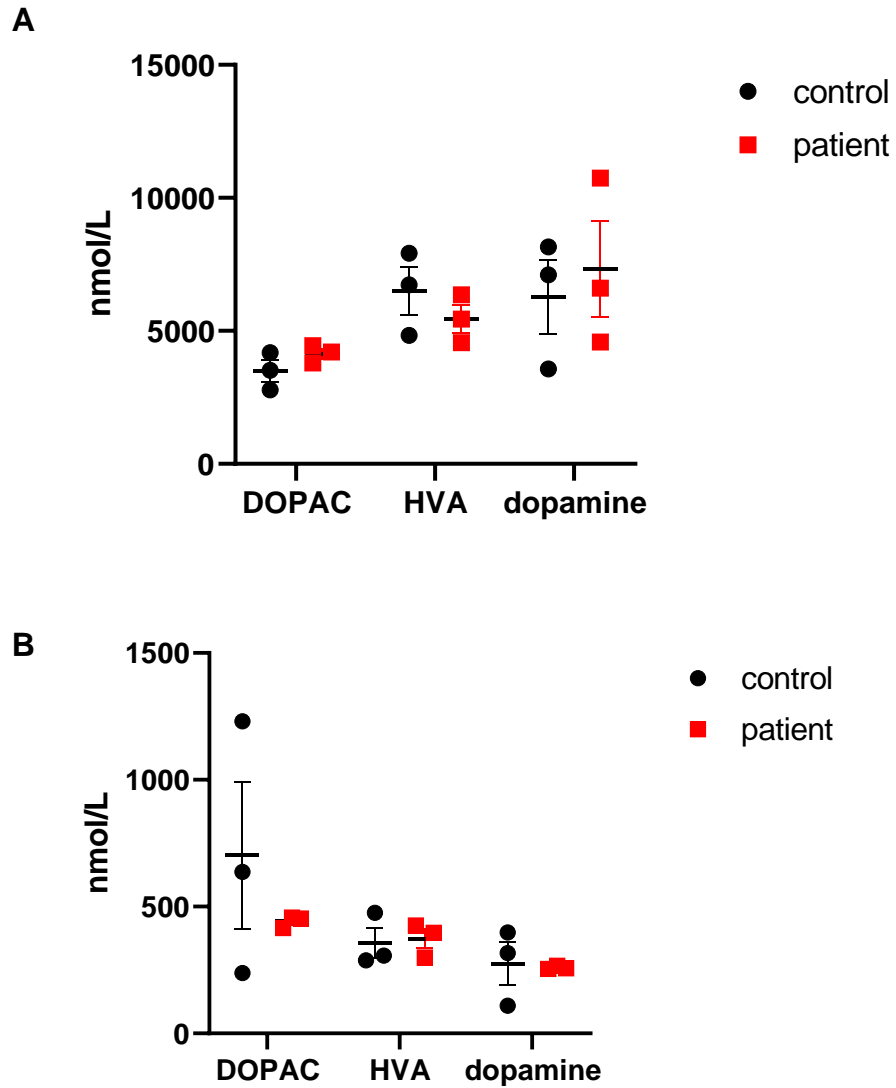 A
nmol/L
15000
10000
5000
0
DOPAC HVA dopamine
control
patient
B
nmol/L
1500
1000
500
0
DOPAC HVA dopamine
control
patient